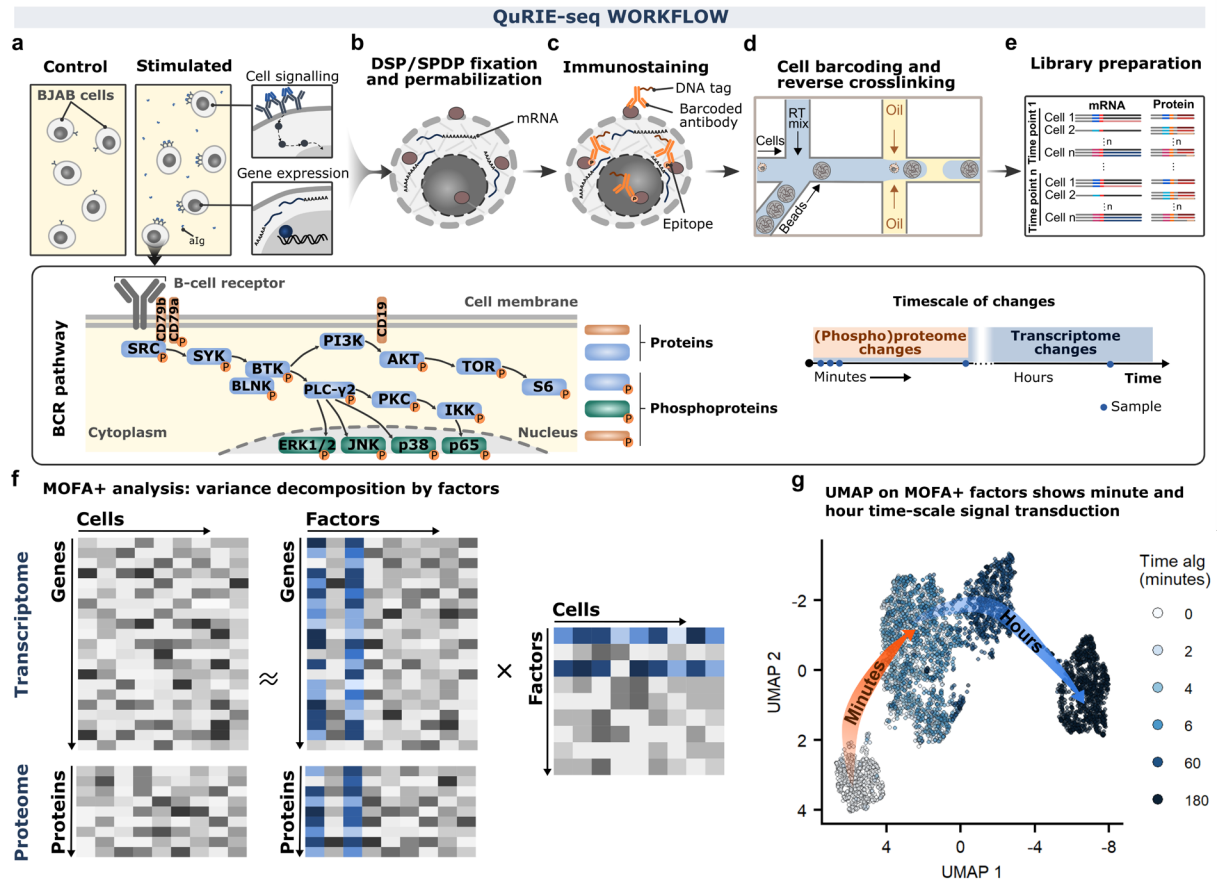 QuRIE-seq WORKFLOW
a
Control
Stimulated
BJAB cells
aIg
Cell signalling
Gene expression
b
DSP/SPDP fixation
and permabilization
mRNA
c
Immunostaining
DNA tag
Barcoded
antibody
Epitope
d
Cell barcoding and
reverse crosslinking
RT
mix
Cells
Beads
Oil
Oil
e
Library preparation
mRNA
Protein
Time point 1
Cell 1
Cell 2
n
n
Cell n
Time point n
Cell 1
Cell 2
n
n
Cell n
BCR pathway
B-cell receptor
CD79b
CD79a
CD19
Cell membrane
SRC
P
P
SYK
P
BTK
P
BLNK
PI3K
AKT
P
TOR
P
S6
P
PLC-γ2
P
PKC
P
IKK
P
Cytoplasm
Nucleus
ERK1/2
P
JNK
P
p38
P
p65
P
Proteins
P
P
P
Phosphoproteins
Timescale of changes
(Phospho)proteome
changes
Transcriptome
changes
Minutes
Hours
Time
Sample
f
MOFA+ analysis: variance decomposition by factors
Transcriptome
Proteome
Cells
Genes
Proteins
≈
Factors
Genes
Proteins
×
Cells
Factors
g
UMAP on MOFA+ factors shows minute and
hour time-scale signal transduction
UMAP 2
-2
0
2
4
4
0
-4
-8
UMAP 1
Minutes
Hours
Time alg
(minutes)
0
2
4
6
60
180